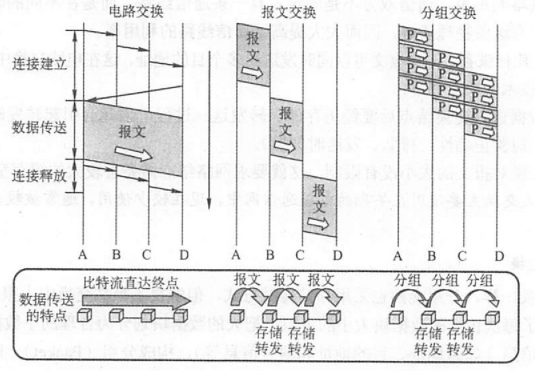 电路交换 报文交换 分组交换
连接建立
数据传送
连接释放
报文
报文
报文
报文
P P P P
P P P P
P P P P
A B C D A B C D A B C D
数据传送的特点
比特流直达终点
报文 报文 报文
分组 分组 分组
存储转发 存储转发
存储转发 存储转发